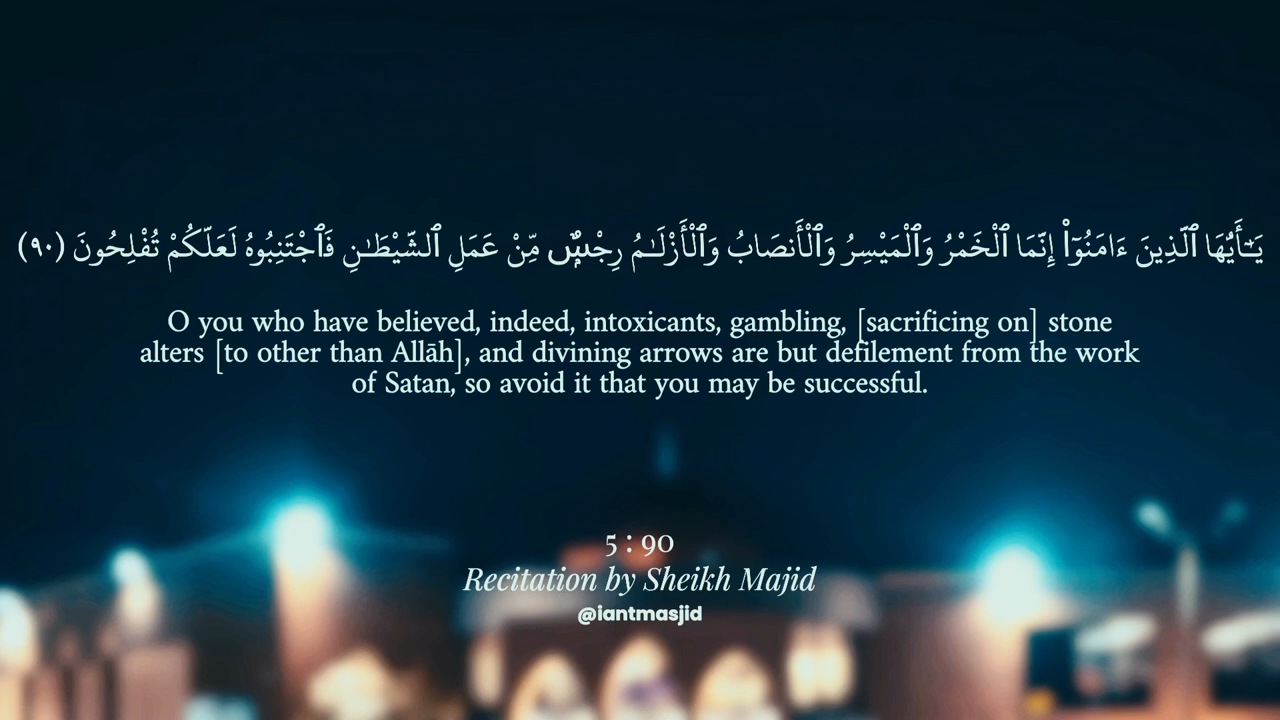 يَـٰٓأَيُّهَا ٱلَّذِينَ ءَامَنُوٓا۟ إِنَّمَا ٱلْخَمْرُ وَٱلْمَيْسِرُ وَٱلْأَنصَابُ وَٱلْأَزْلَـٰمُ رِجْسٌۭ مِّنْ عَمَلِ ٱلشَّيْطَـٰنِ فَٱجْتَنِبُوهُ لَعَلَّكُمْ تُفْلِحُونَ (٩٠)
O you who have believed, indeed, intoxicants, gambling, [sacrificing on] stone
alters [to other than Allāh], and divining arrows are but defilement from the work
of Satan, so avoid it that you may be successful.
5 : 90
Recitation by Sheikh Majid
@iantmasjid